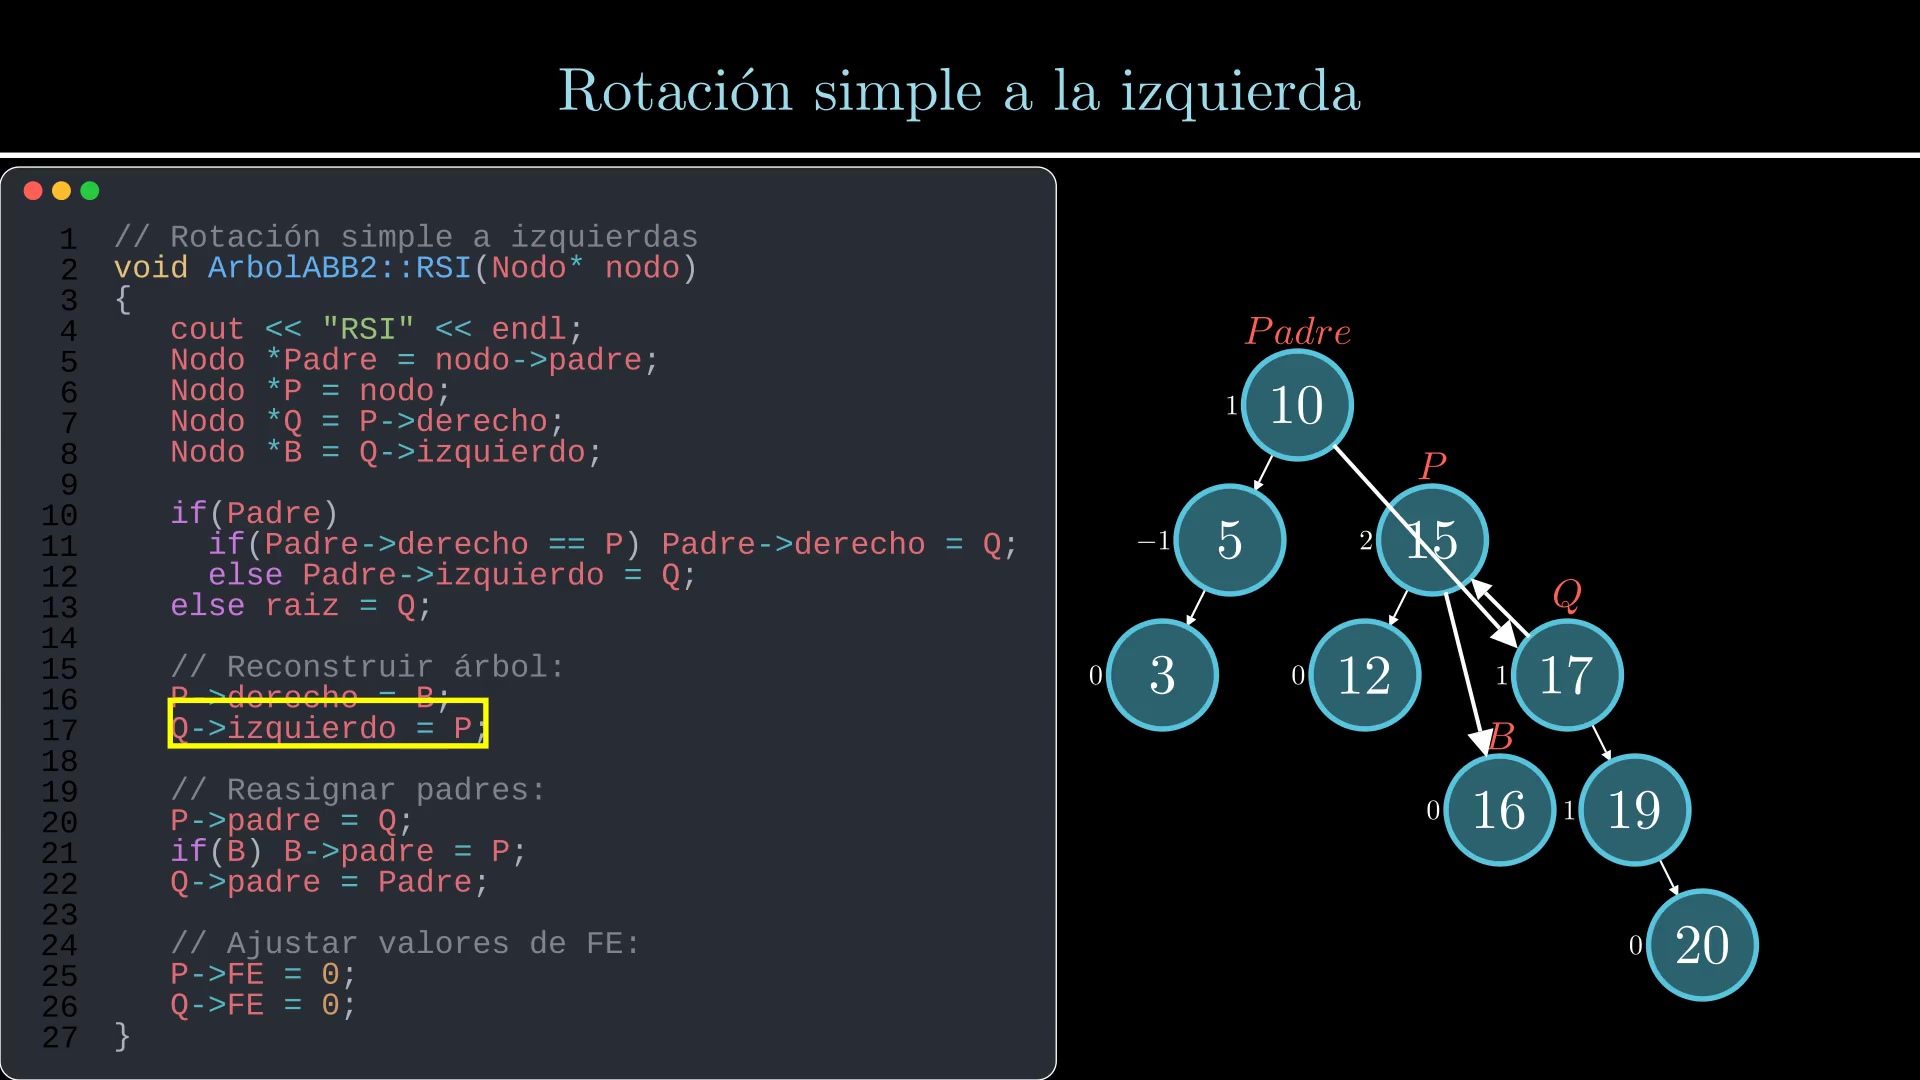 Rotación simple a la izquierda
1 // Rotación simple a izquierdas
2 void ArbolABB2::RSI(Nodo* nodo)
3 {
4 cout << "RSI" << endl;
5 Nodo *Padre = nodo->padre;
6 Nodo *P = nodo;
7 Nodo *Q = P->derecho;
8 Nodo *B = Q->izquierdo;
9
10 if(Padre)
11 if(Padre->derecho == P) Padre->derecho = Q;
12 else Padre->izquierdo = Q;
13 else raiz = Q;
14
15 // Reconstruir árbol:
16 P->derecho = B;
17 Q->izquierdo = P;
18
19 // Reasignar padres:
20 P->padre = Q;
21 if(B) B->padre = P;
22 Q->padre = Padre;
23
24 // Ajustar valores de FE:
25 P->FE = 0;
26 Q->FE = 0;
27 }
Padre
1 10
P
−1 5 2 15
Q
0 3 0 12 1 17
B
0 16 1 19
0 20